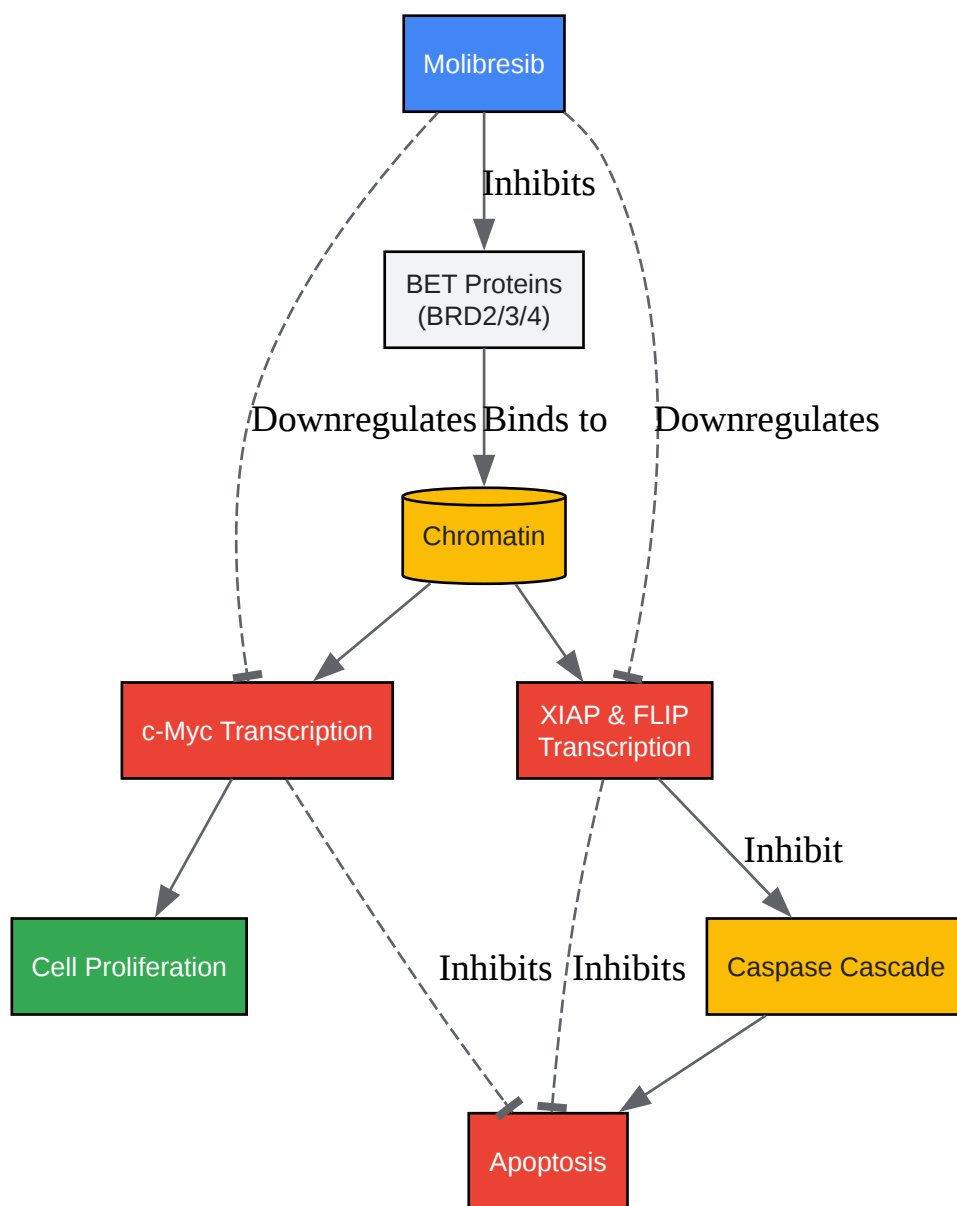 Molibresib
Inhibits
BET Proteins
(BRD2/3/4)
Downregulates
Binds to
Downregulates
Chromatin
c-Myc Transcription
XIAP & FLIP
Transcription
Inhibit
Cell Proliferation
Inhibits
Inhibits
Caspase Cascade
Apoptosis